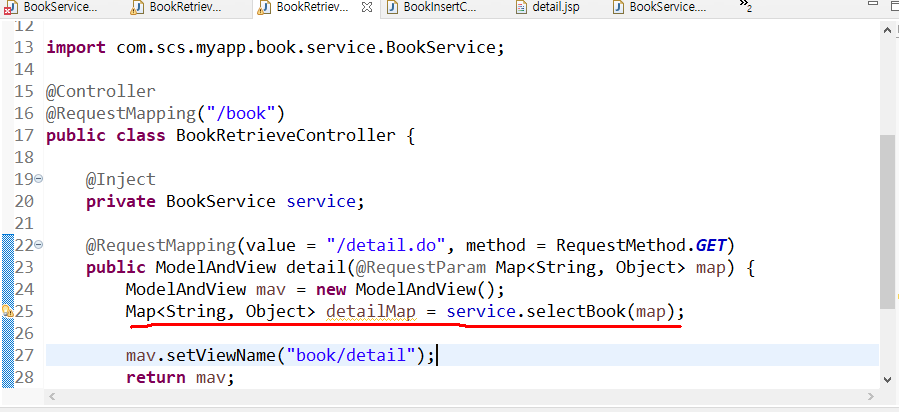 BookService...
BookRetriev...
BookRetriev...
BookInsertC...
detail.jsp
BookService....
»2
12
13 import com.scs.myapp.book.service.BookService;
14
15 @Controller
16 @RequestMapping("/book")
17 public class BookRetrieveController {
18
19 @Inject
20 private BookService service;
21
22 @RequestMapping(value = "/detail.do", method = RequestMethod.GET)
23 public ModelAndView detail(@RequestParam Map<String, Object> map) {
24 ModelAndView mav = new ModelAndView();
25 Map<String, Object> detailMap = service.selectBook(map);
26
27 mav.setViewName("book/detail");
28 return mav;